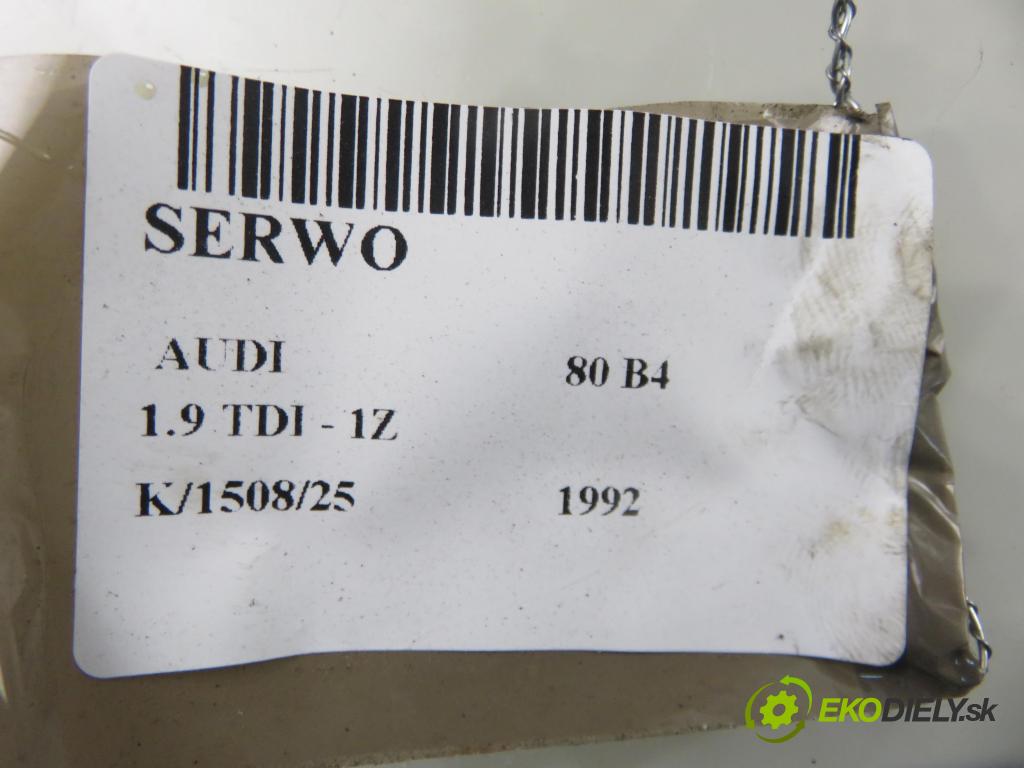 SERWO
AUDI 80 B4
1.9 TDI - 1Z
K/1508/25 1992
EKODIELY.sk